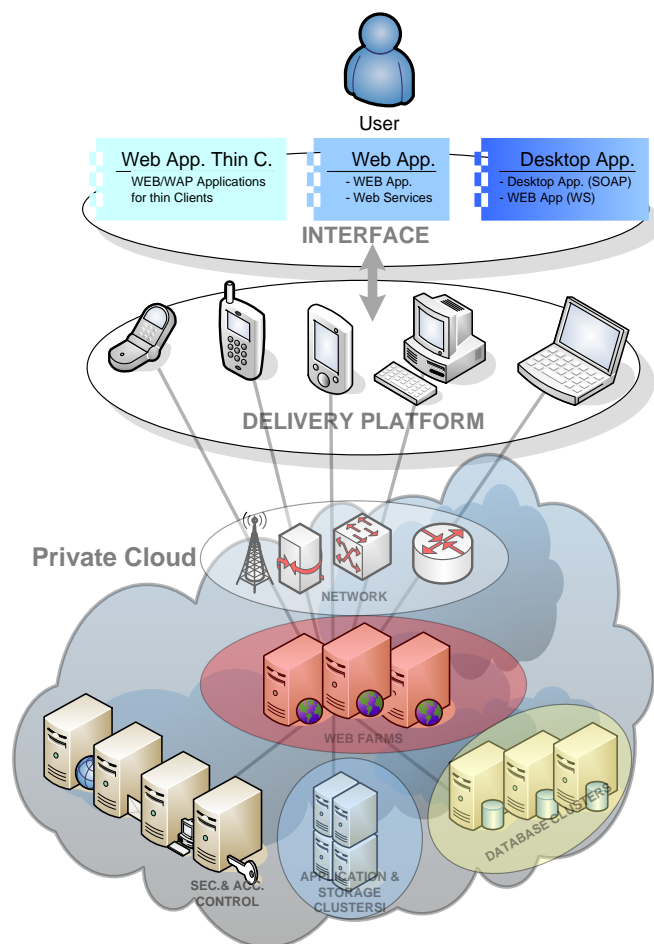 User
Web App. Thin C.
WEB/WAP Applications
for thin Clients
Web App.
- WEB App.
- Web Services
Desktop App.
- Desktop App. (SOAP)
- WEB App (WS)
INTERFACE
DELIVERY PLATFORM
Private Cloud
NETWORK
WEB FARMS
DATABASE CLUSTERS
SEC.& ACC.
CONTROL
APPLICATION &
STORAGE
CLUSTERSI